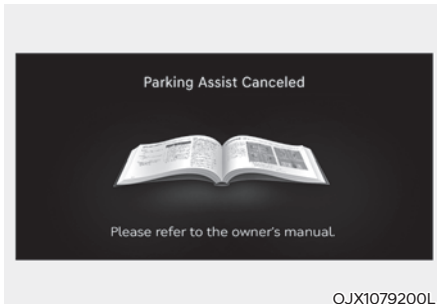 Parking Assist Canceled
Please refer to the owner's manual.
OJX1079200L